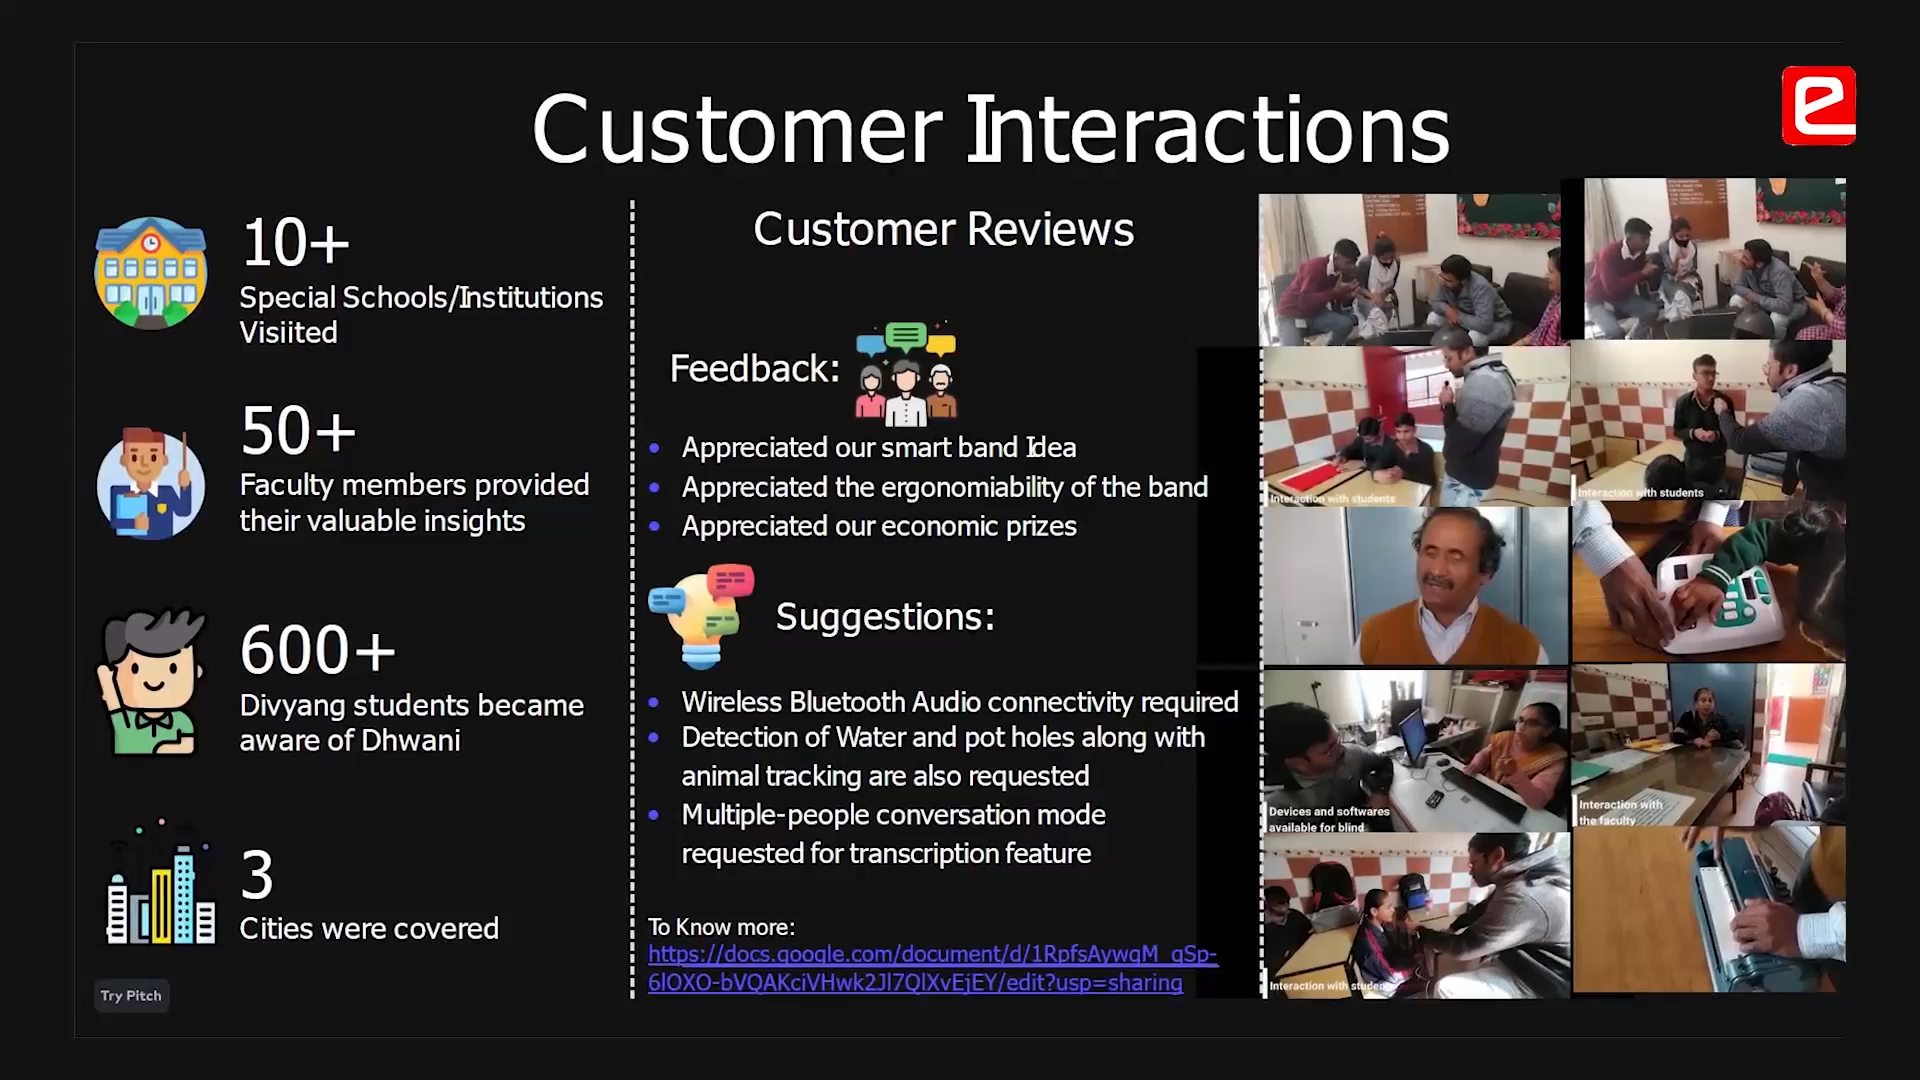 Customer Interactions
10+
Special Schools/Institutions
Visiited
50+
Faculty members provided
their valuable insights
600+
Divyang students became
aware of Dhwani
3
Cities were covered
Try Pitch
Customer Reviews
Feedback:
• Appreciated our smart band Idea
• Appreciated the ergonomiability of the band
• Appreciated our economic prizes
Suggestions:
• Wireless Bluetooth Audio connectivity required
• Detection of Water and pot holes along with
animal tracking are also requested
• Multiple-people conversation mode
requested for transcription feature
To Know more:
https://docs.google.com/document/d/1RpfsAywqM_qSp-
6lOXO-bVQAKciVHwk2Jl7QlXvEjEY/edit?usp=sharing
e
Interaction with students
Interaction with students
Devices and softwares
available for blind
Interaction with
the faculty
Interaction with studen